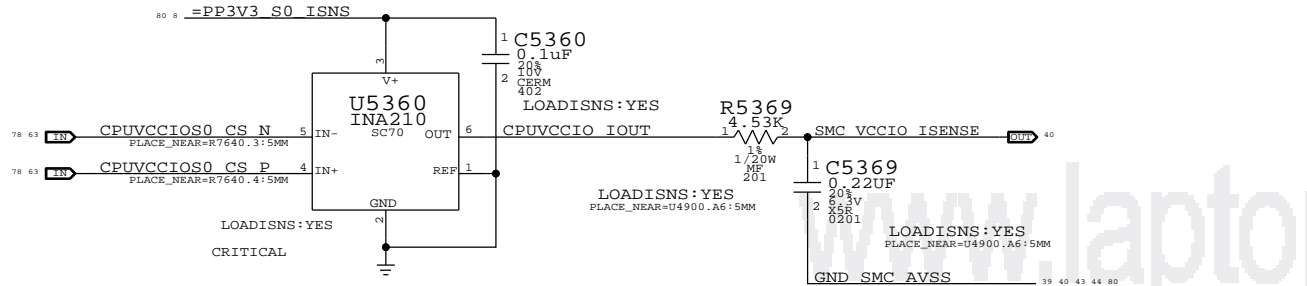 80 8
=PP3V3_S0_ISNS
1 C5360
0.1uF
20%
10V
2 CERM
402
LOADISNS:YES
3
V+
U5360
INA210
SC70
78 63 IN CPUVCCIOS0_CS_N 5 IN-
PLACE_NEAR=R7640.3:5MM
78 63 IN CPUVCCIOS0_CS_P 4 IN+
PLACE_NEAR=R7640.4:5MM
OUT 6 CPUVCCIO_IOUT
REF 1
GND
2
LOADISNS:YES
CRITICAL
R5369
4.53K
1 2
1%
1/20W
MF
201
LOADISNS:YES
PLACE_NEAR=U4900.A6:5MM
SMC_VCCIO_ISENSE OUT 40
1 C5369
0.22UF
20%
2 6.3V
X5R
0201
LOADISNS:YES
PLACE_NEAR=U4900.A6:5MM
GND_SMC_AVSS 39 40 43 44 80
www.lapto